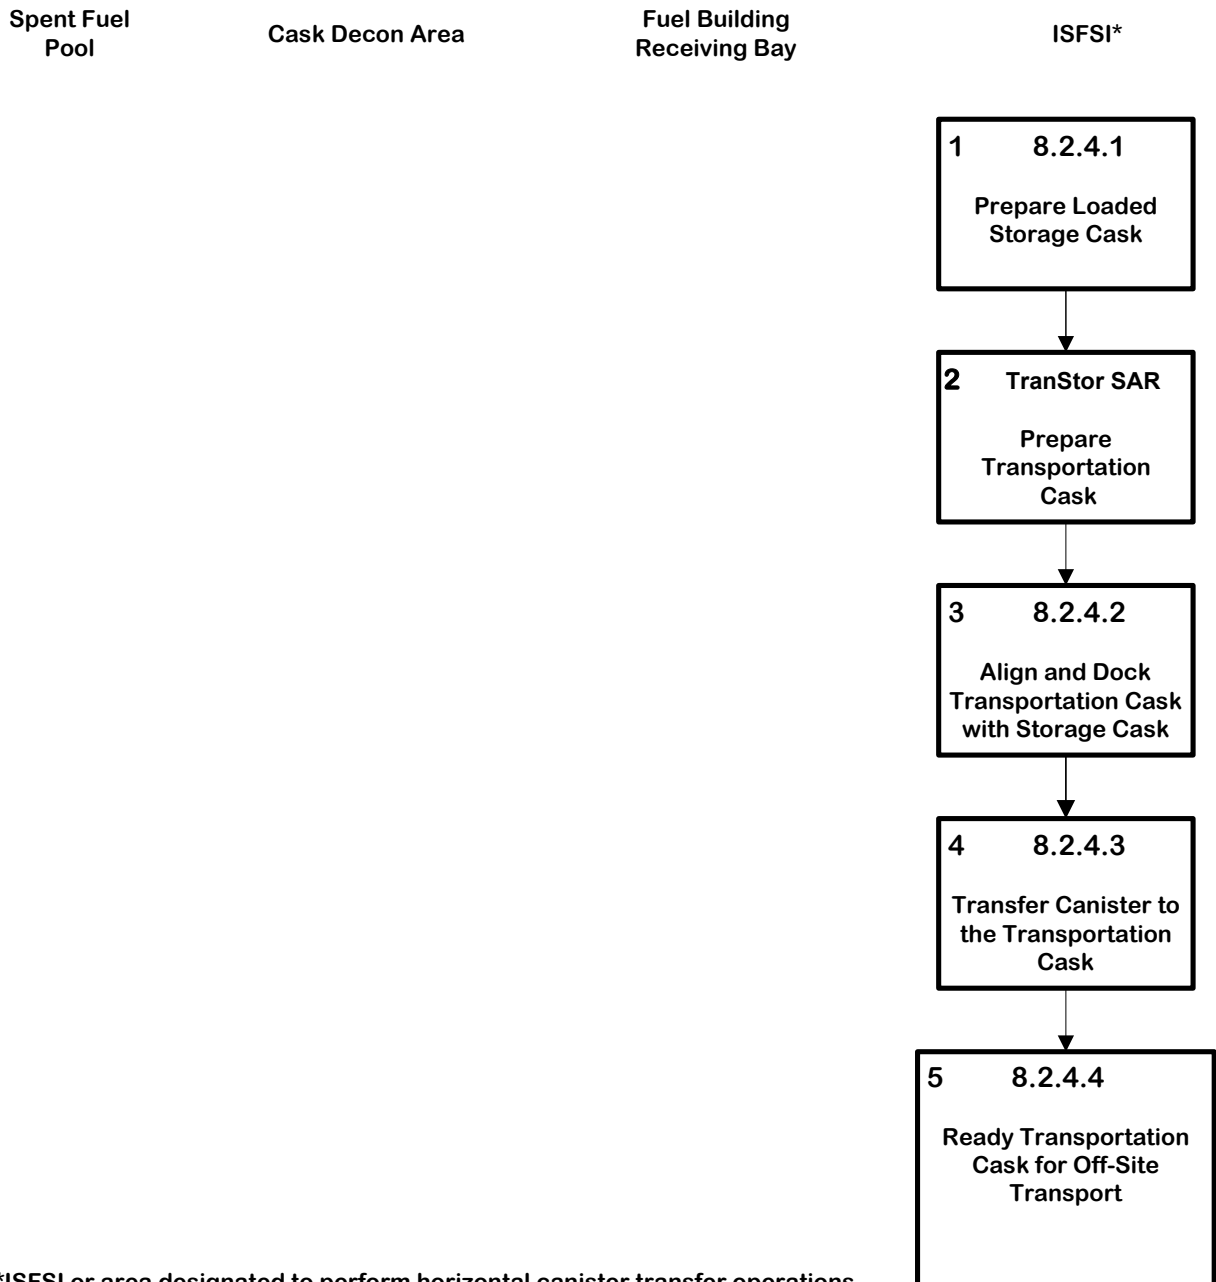 Spent Fuel
Pool
Cask Decon Area
Fuel Building
Receiving Bay
ISFSI*
1 8.2.4.1
Prepare Loaded
Storage Cask
2 TranStor SAR
Prepare
Transportation
Cask
3 8.2.4.2
Align and Dock
Transportation Cask
with Storage Cask
4 8.2.4.3
Transfer Canister to
the Transportation
Cask
5 8.2.4.4
Ready Transportation
Cask for Off-Site
Transport
*ISFSI or area designated to perform horizontal canister transfer operations